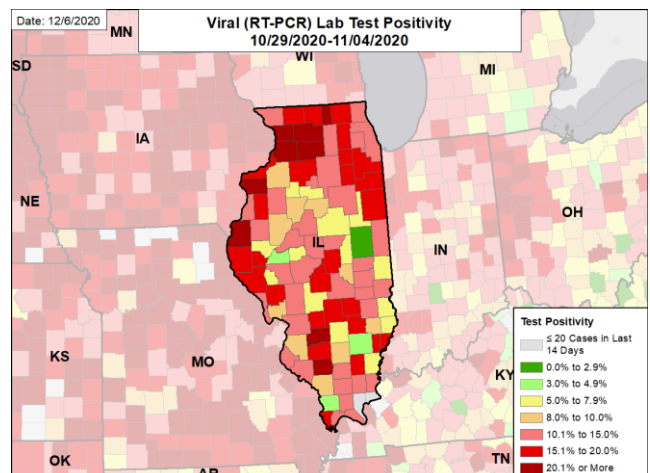 Date: 12/6/2020
Viral (RT-PCR) Lab Test Positivity
10/29/2020-11/04/2020
MN
SD
WI
MI
IA
NE
IL
IN
OH
KS
MO
KY
OK
AR
TN
Test Positivity
≤ 20 Cases in Last
14 Days
0.0% to 2.9%
3.0% to 4.9%
5.0% to 7.9%
8.0% to 10.0%
10.1% to 15.0%
15.1% to 20.0%
20.1% or More